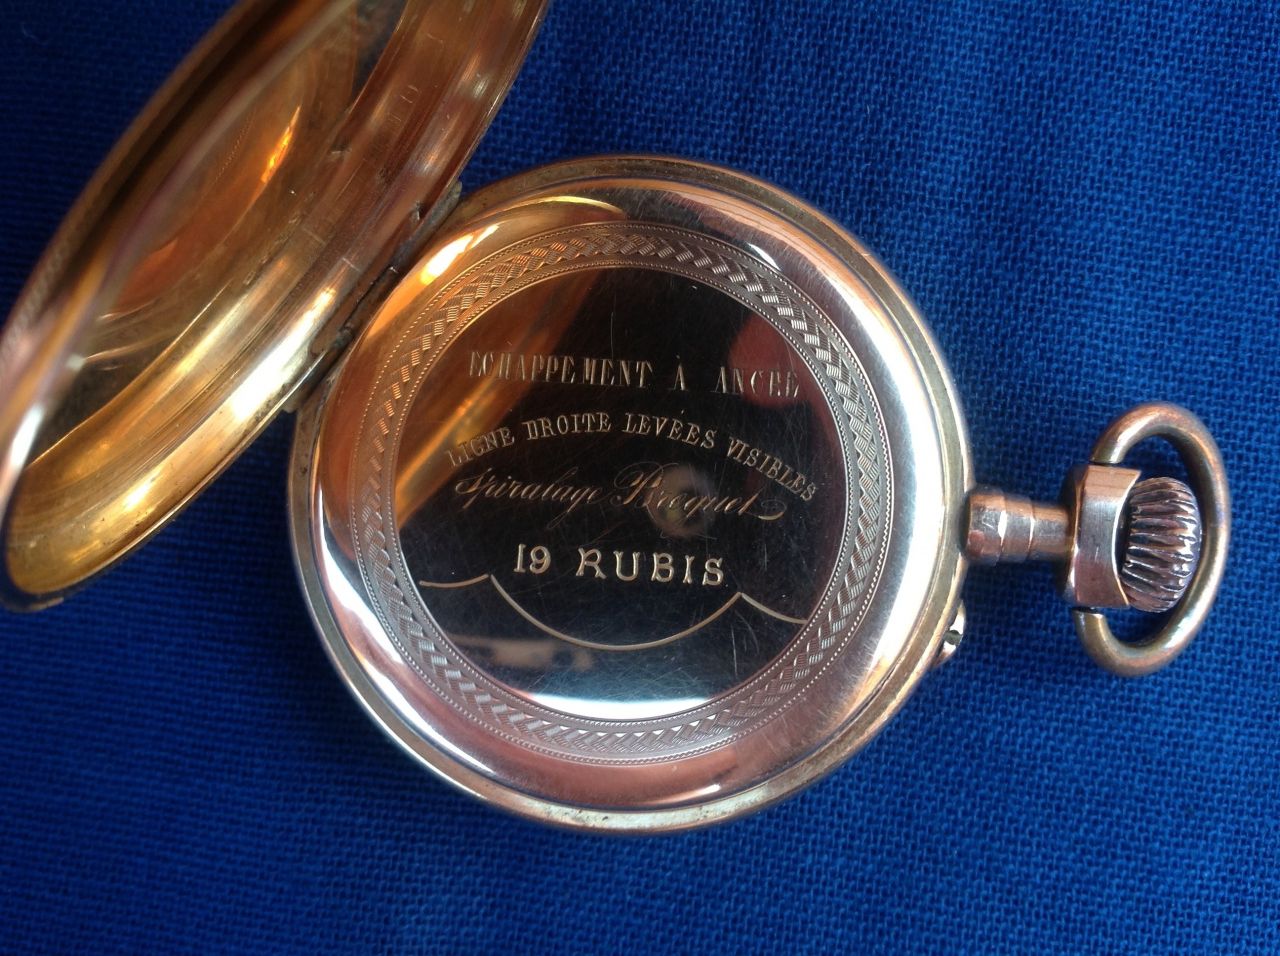 ECHAPPEMENT À ANCRE
LIGNE DROITE LEVÉES VISIBLES
Spiralage Breguet
19 RUBIS